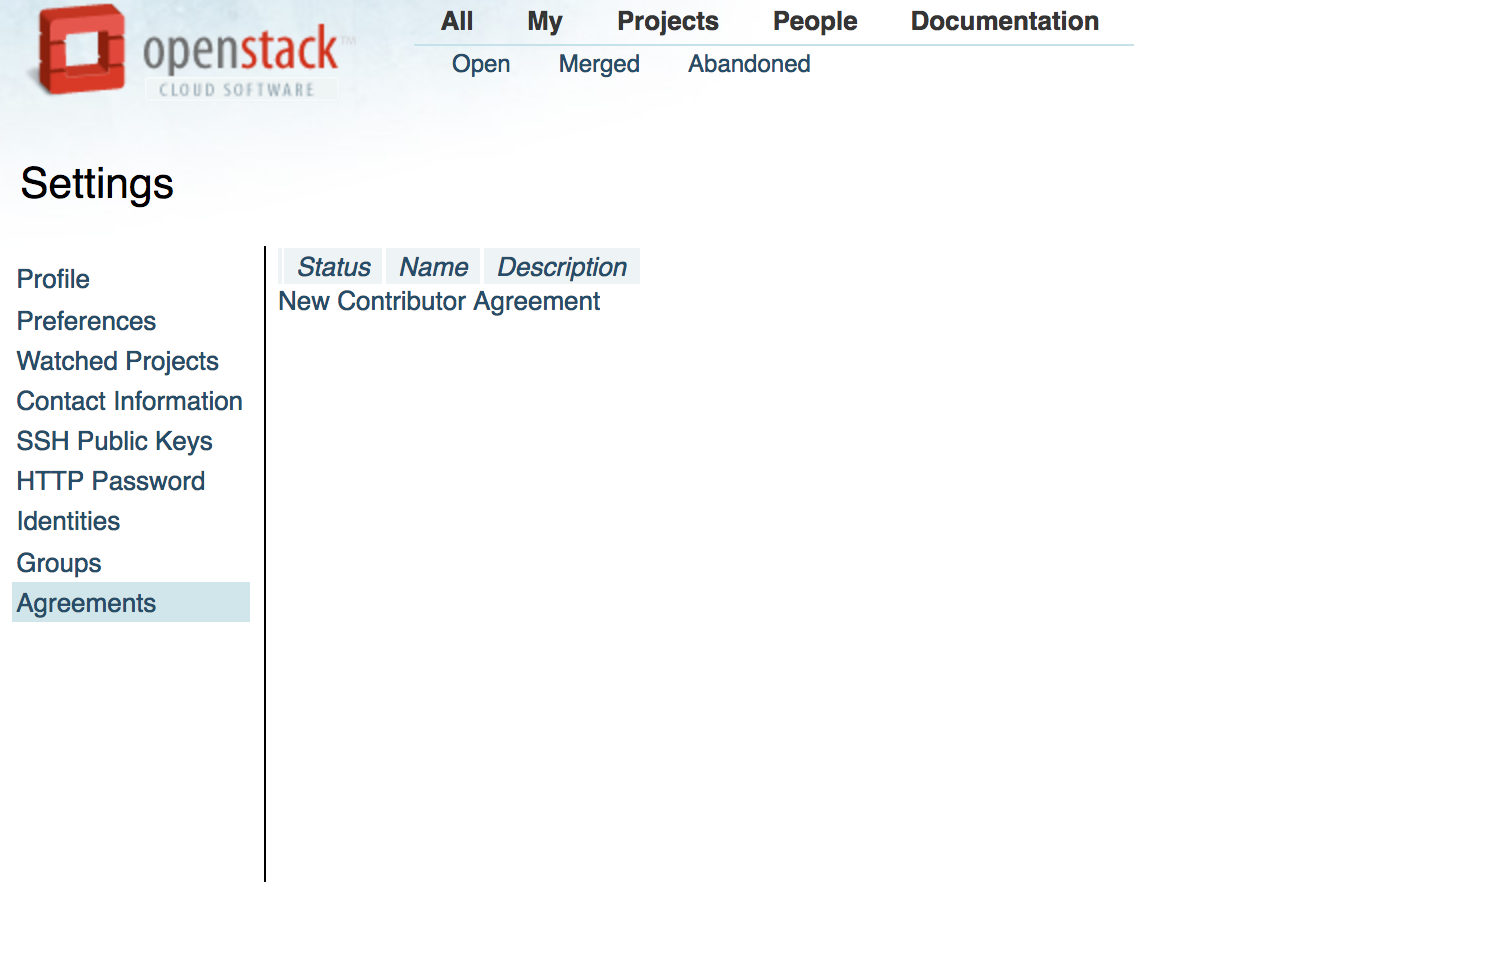 openstack™
CLOUD SOFTWARE
All My Projects People Documentation
Open Merged Abandoned
Settings
Profile
Preferences
Watched Projects
Contact Information
SSH Public Keys
HTTP Password
Identities
Groups
Agreements
Status Name Description
New Contributor Agreement